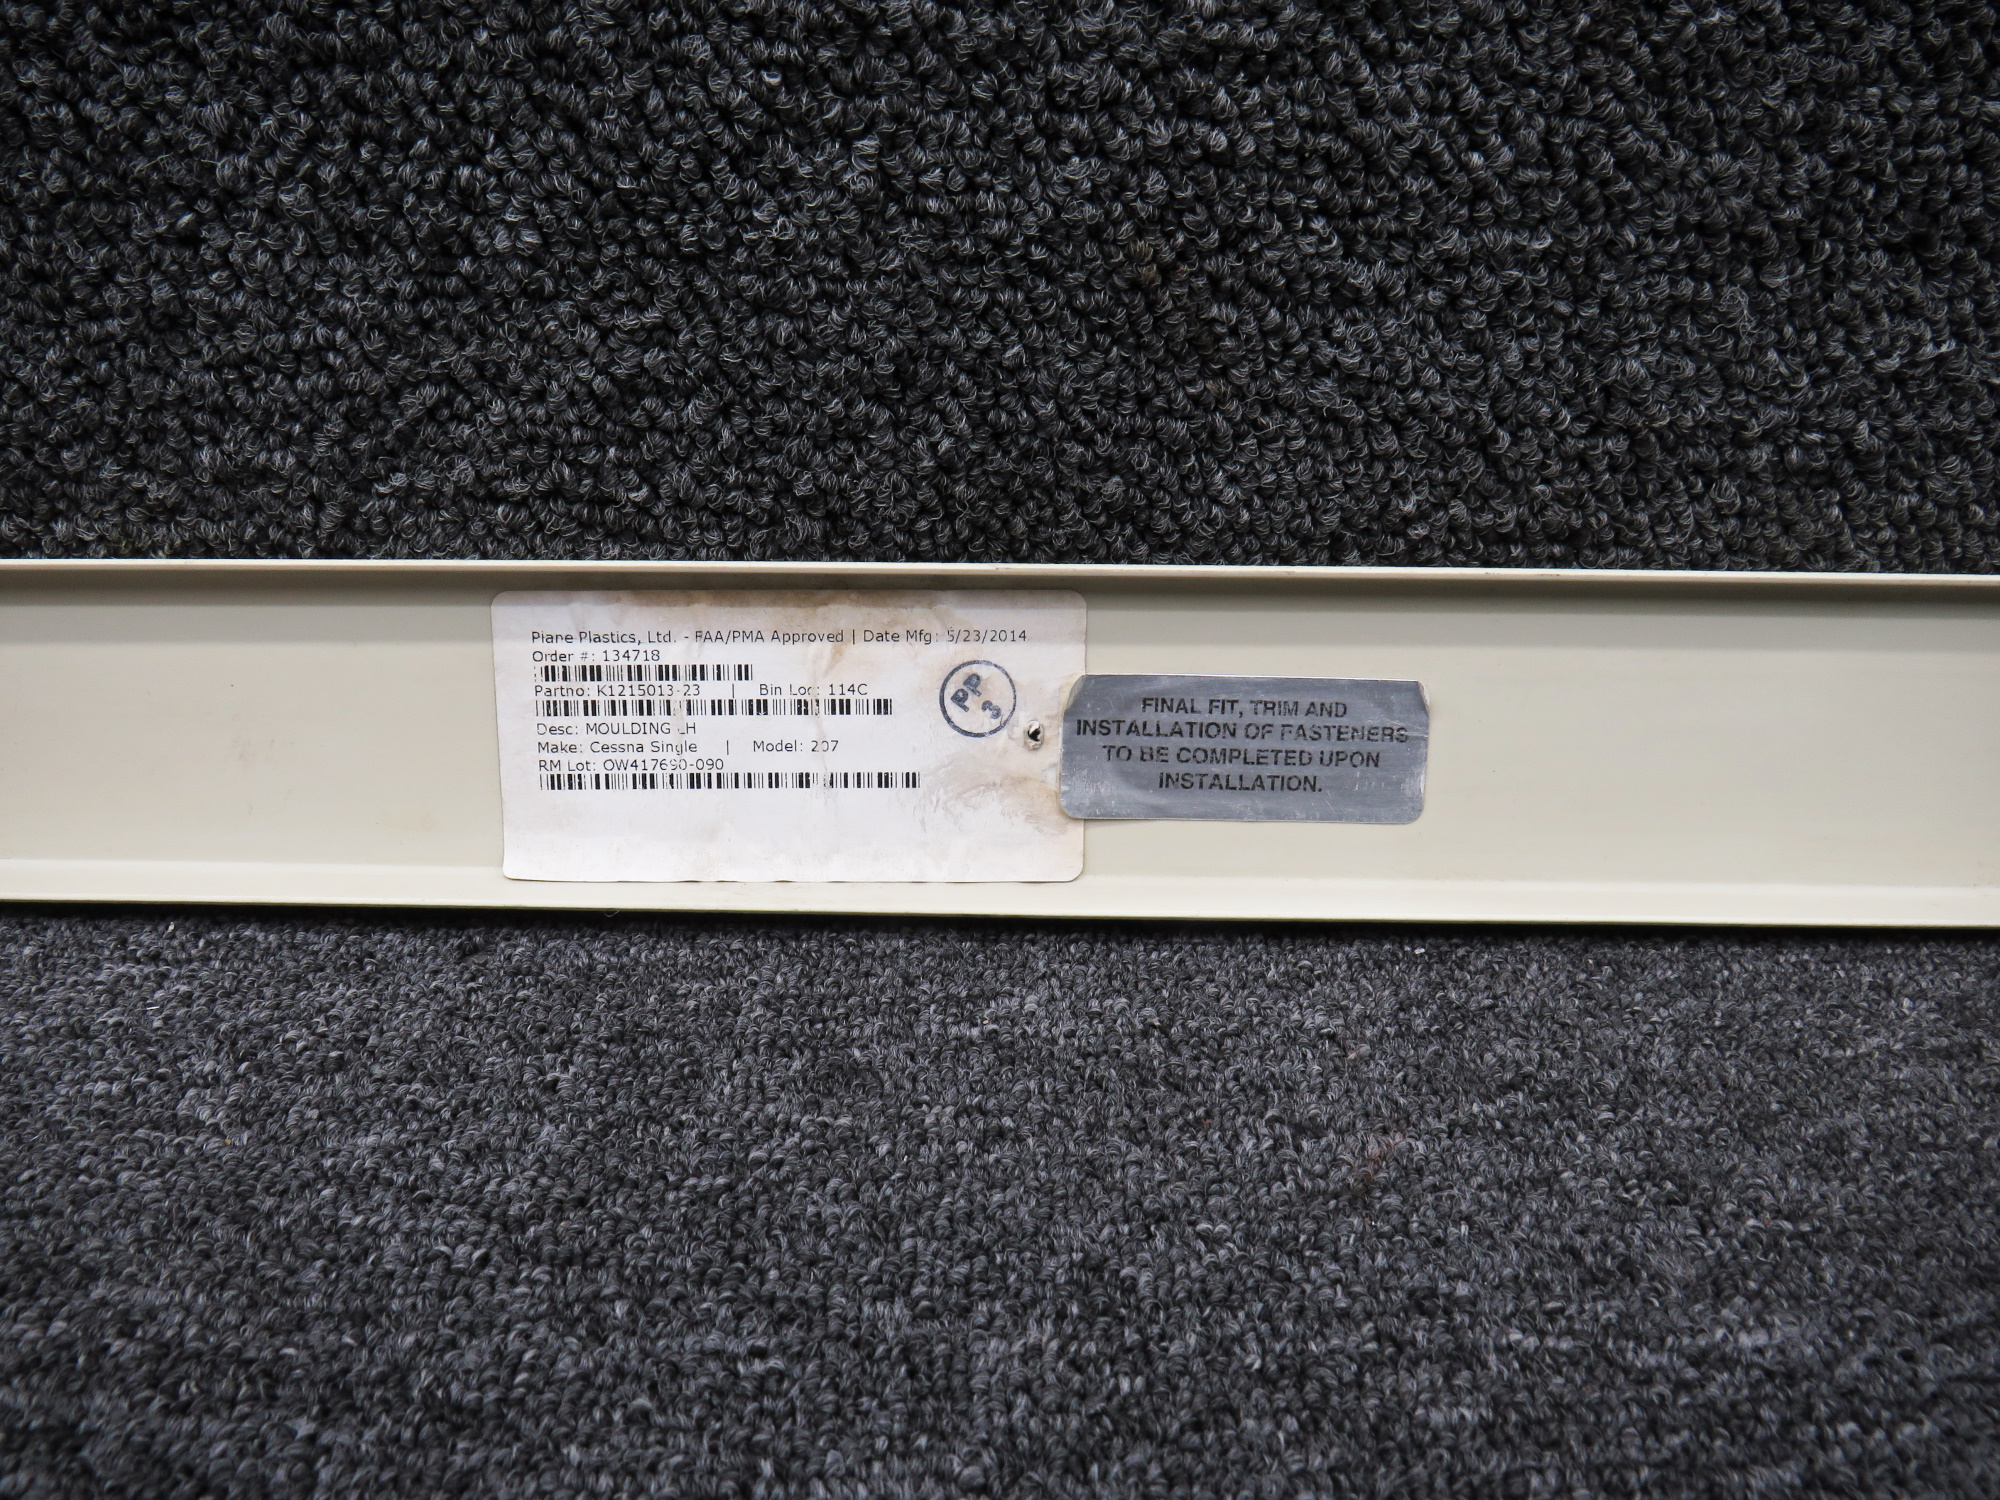 Plane Plastics, Ltd. - FAA/PMA Approved | Date Mfg: 5/23/2014
Order #: 134718
Partno: K1215013-23 | Bin Loc: 114C
Desc: MOULDING LH
Make: Cessna Single | Model: 207
RM Lot: OW417690-090
PP
3
FINAL FIT, TRIM AND
INSTALLATION OF FASTENERS
TO BE COMPLETED UPON
INSTALLATION.